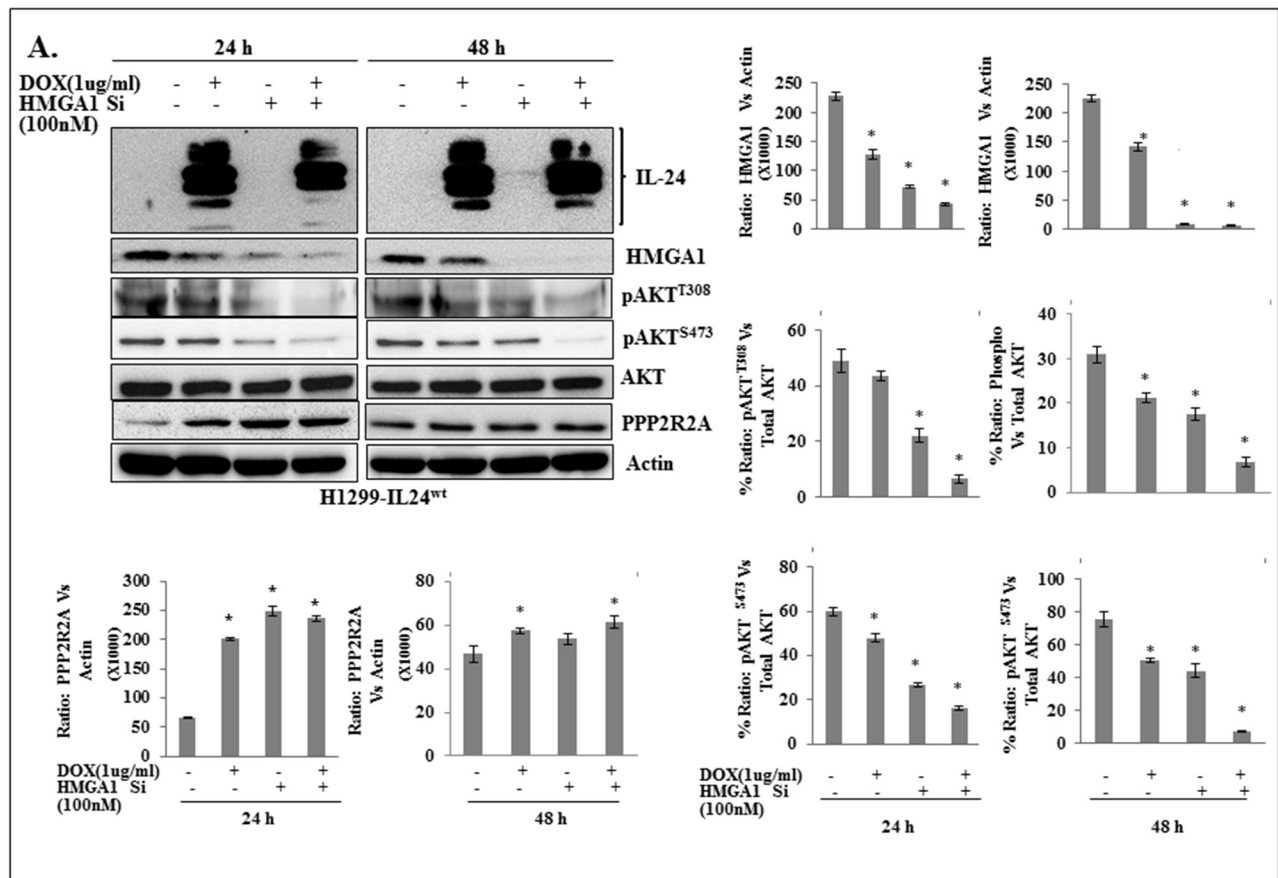 A.
24 h 48 h
DOX(1ug/ml) - + - + - + - +
HMGA1 Si - - + + - - + +
(100nM)
IL-24
HMGA1
pAKT^T308
pAKT^S473
AKT
PPP2R2A
Actin
H1299-IL24^wt
Ratio: HMGA1 Vs Actin
(X1000)
250
200
150
100
50
0
* * *
Ratio: HMGA1 Vs Actin
(X1000)
250
200
150
100
50
0
* * *
% Ratio: pAKT^T308 Vs
Total AKT
60
40
20
0
* *
% Ratio: Phospho
Vs Total AKT
40
30
20
10
0
* * *
Ratio: PPP2R2A Vs
Actin
(X1000)
300
250
200
150
100
50
0
* * *
DOX(1ug/ml) - + - +
HMGA1 Si - - + +
(100nM)
24 h
Ratio: PPP2R2A
Vs Actin
(X1000)
80
60
40
20
0
* *
- + - +
- - + +
48 h
% Ratio: pAKT S473 Vs
Total AKT
80
60
40
20
0
* * *
DOX(1ug/ml) - + - +
HMGA1 Si - - + +
(100nM)
24 h
% Ratio: pAKT S473 Vs
Total AKT
100
80
60
40
20
0
* * *
- + - +
- - + +
48 h